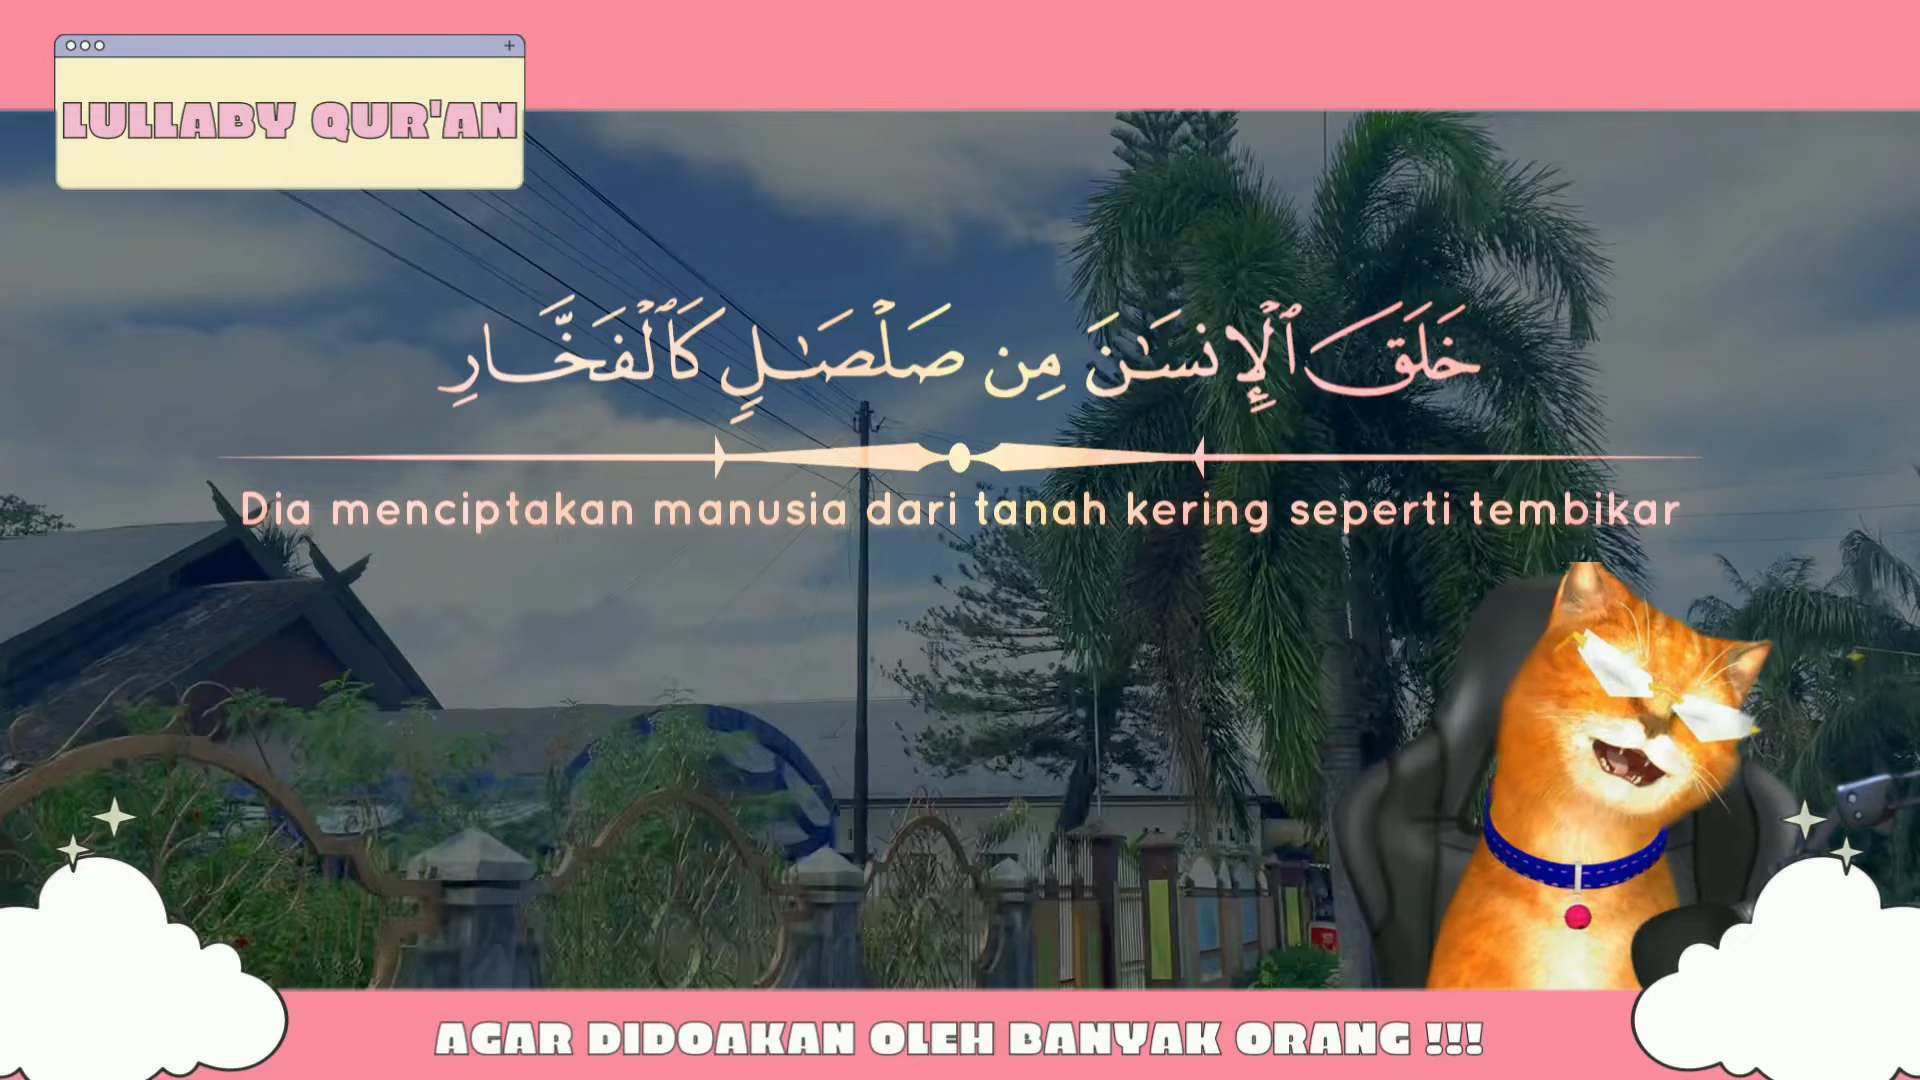 LULLABY QUR'AN
خَلَقَ ٱلْإِنسَـٰنَ مِن صَلْصَـٰلٍ كَٱلْفَخَّارِ
Dia menciptakan manusia dari tanah kering seperti tembikar
AGAR DIDOAKAN OLEH BANYAK ORANG !!!